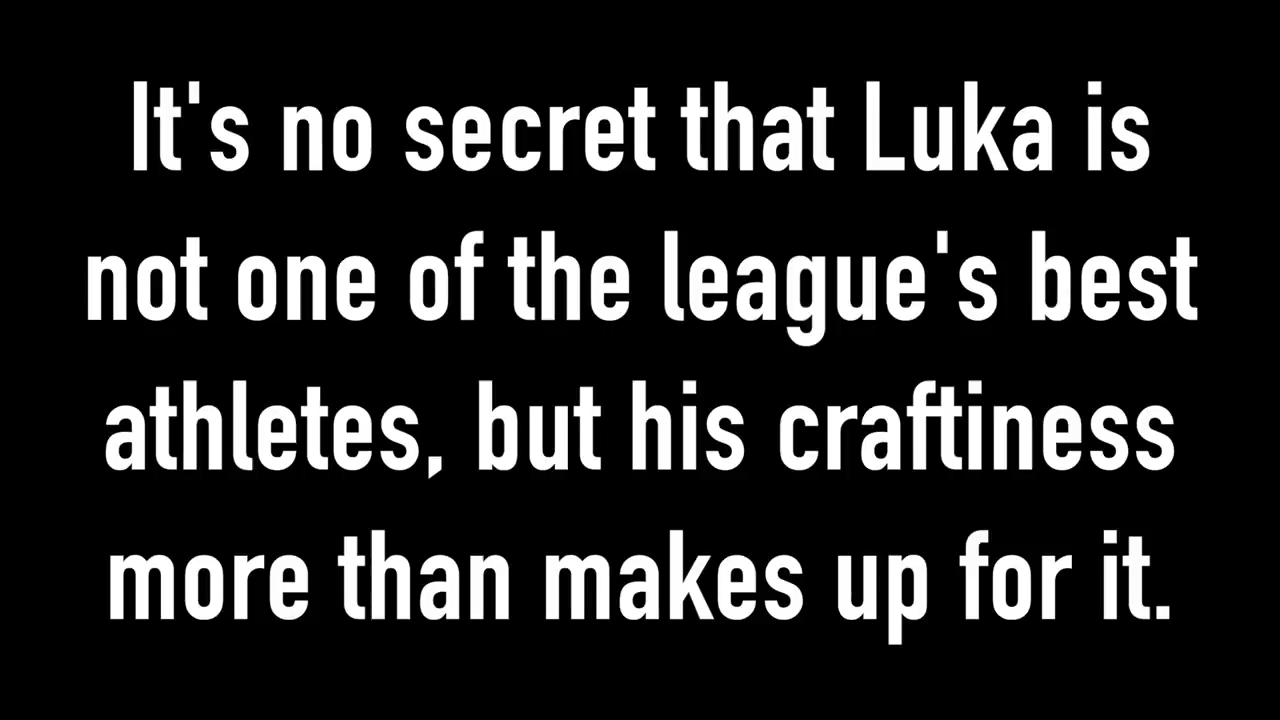 It's no secret that Luka is
not one of the league's best
athletes, but his craftiness
more than makes up for it.